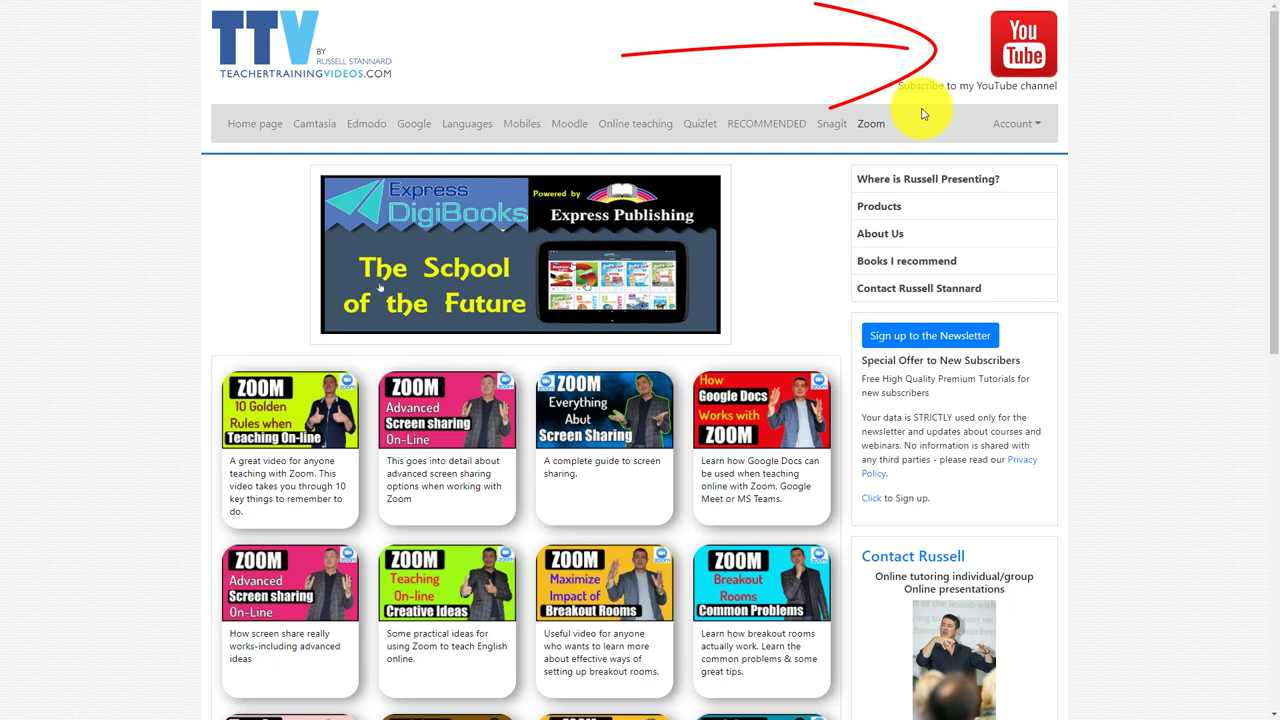 TTV
BY
RUSSELL STANNARD
TEACHERTRAININGVIDEOS.COM
You
Tube
Subscribe to my YouTube channel
Home page Camtasia Edmodo Google Languages Mobiles Moodle Online teaching Quizlet RECOMMENDED Snagit Zoom Account
Express
DigiBooks
Powered by
Express Publishing
The School
of the Future
Where is Russell Presenting?
Products
About Us
Books I recommend
Contact Russell Stannard
Sign up to the Newsletter
Special Offer to New Subscribers
Free High Quality Premium Tutorials for
new subscribers
Your data is STRICTLY used only for the
newsletter and updates about courses and
webinars. No information is shared with
any third parties - please read our Privacy
Policy.
Click to Sign up.
Contact Russell
Online tutoring individual/group
Online presentations
ZOOM
10 Golden
Rules when
Teaching On-line
A great video for anyone
teaching with Zoom. This
video takes you through 10
key things to remember to
do.
ZOOM
Advanced
Screen sharing
On-Line
This goes into detail about
advanced screen sharing
options when working with
Zoom
ZOOM
Everything
Abut
Screen Sharing
A complete guide to screen
sharing.
How
Google Docs
Works with
ZOOM
Learn how Google Docs can
be used when teaching
online with Zoom, Google
Meet or MS Teams.
ZOOM
Advanced
Screen sharing
On-Line
How screen share really
works-including advanced
ideas
ZOOM
Teaching
On-line
Creative Ideas
Some practical ideas for
using Zoom to teach English
online.
ZOOM
Maximize
Impact of
Breakout Rooms
Useful video for anyone
who wants to learn more
about effective ways of
setting up breakout rooms.
ZOOM
Breakout
Rooms
Common Problems
Learn how breakout rooms
actually work. Learn the
common problems & some
great tips.